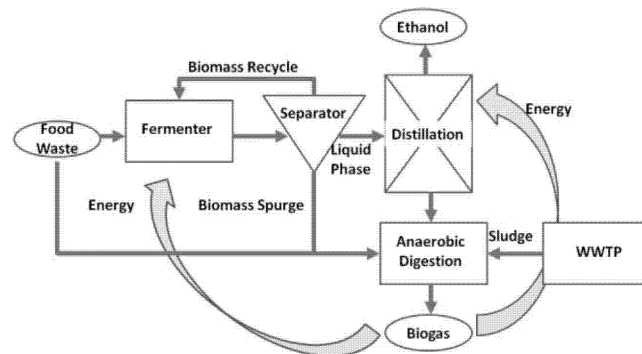 Ethanol
Biomass Recycle
Separator
Energy
Food
Waste
Fermenter
Distillation
Liquid
Phase
Energy
Biomass Spurge
Anaerobic
Digestion
Sludge
WWTP
Biogas